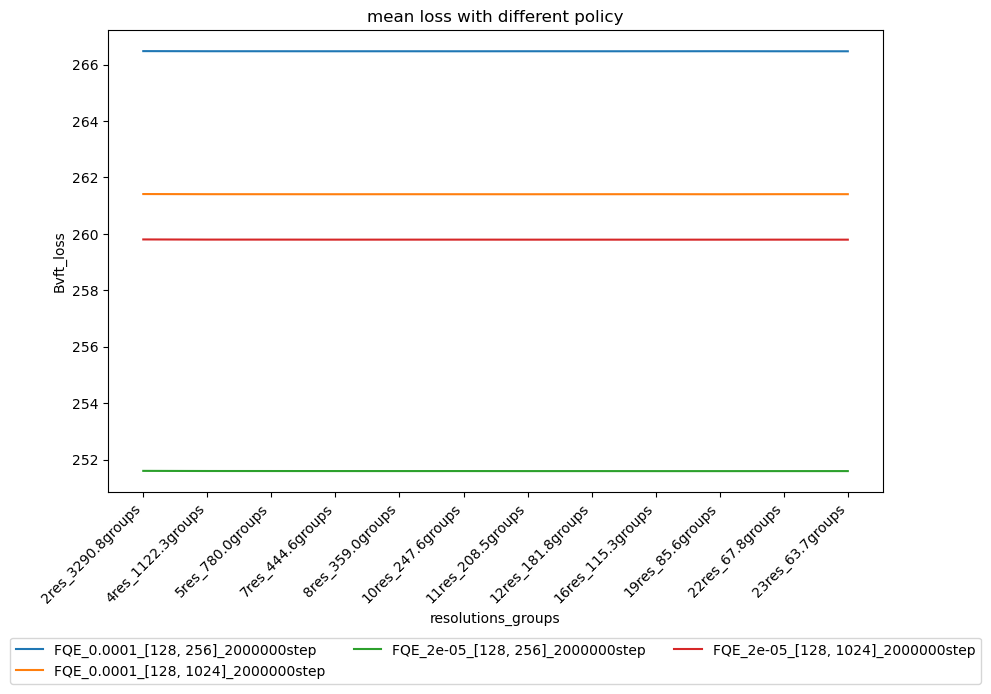 mean loss with different policy
Bvft_loss
266
264
262
260
258
256
254
252
2res_3290.8groups
4res_1122.3groups
5res_780.0groups
7res_444.6groups
8res_359.0groups
10res_247.6groups
11res_208.5groups
12res_181.8groups
16res_115.3groups
19res_85.6groups
22res_67.8groups
23res_63.7groups
resolutions_groups
FQE_0.0001_[128, 256]_2000000step
FQE_0.0001_[128, 1024]_2000000step
FQE_2e-05_[128, 256]_2000000step
FQE_2e-05_[128, 1024]_2000000step